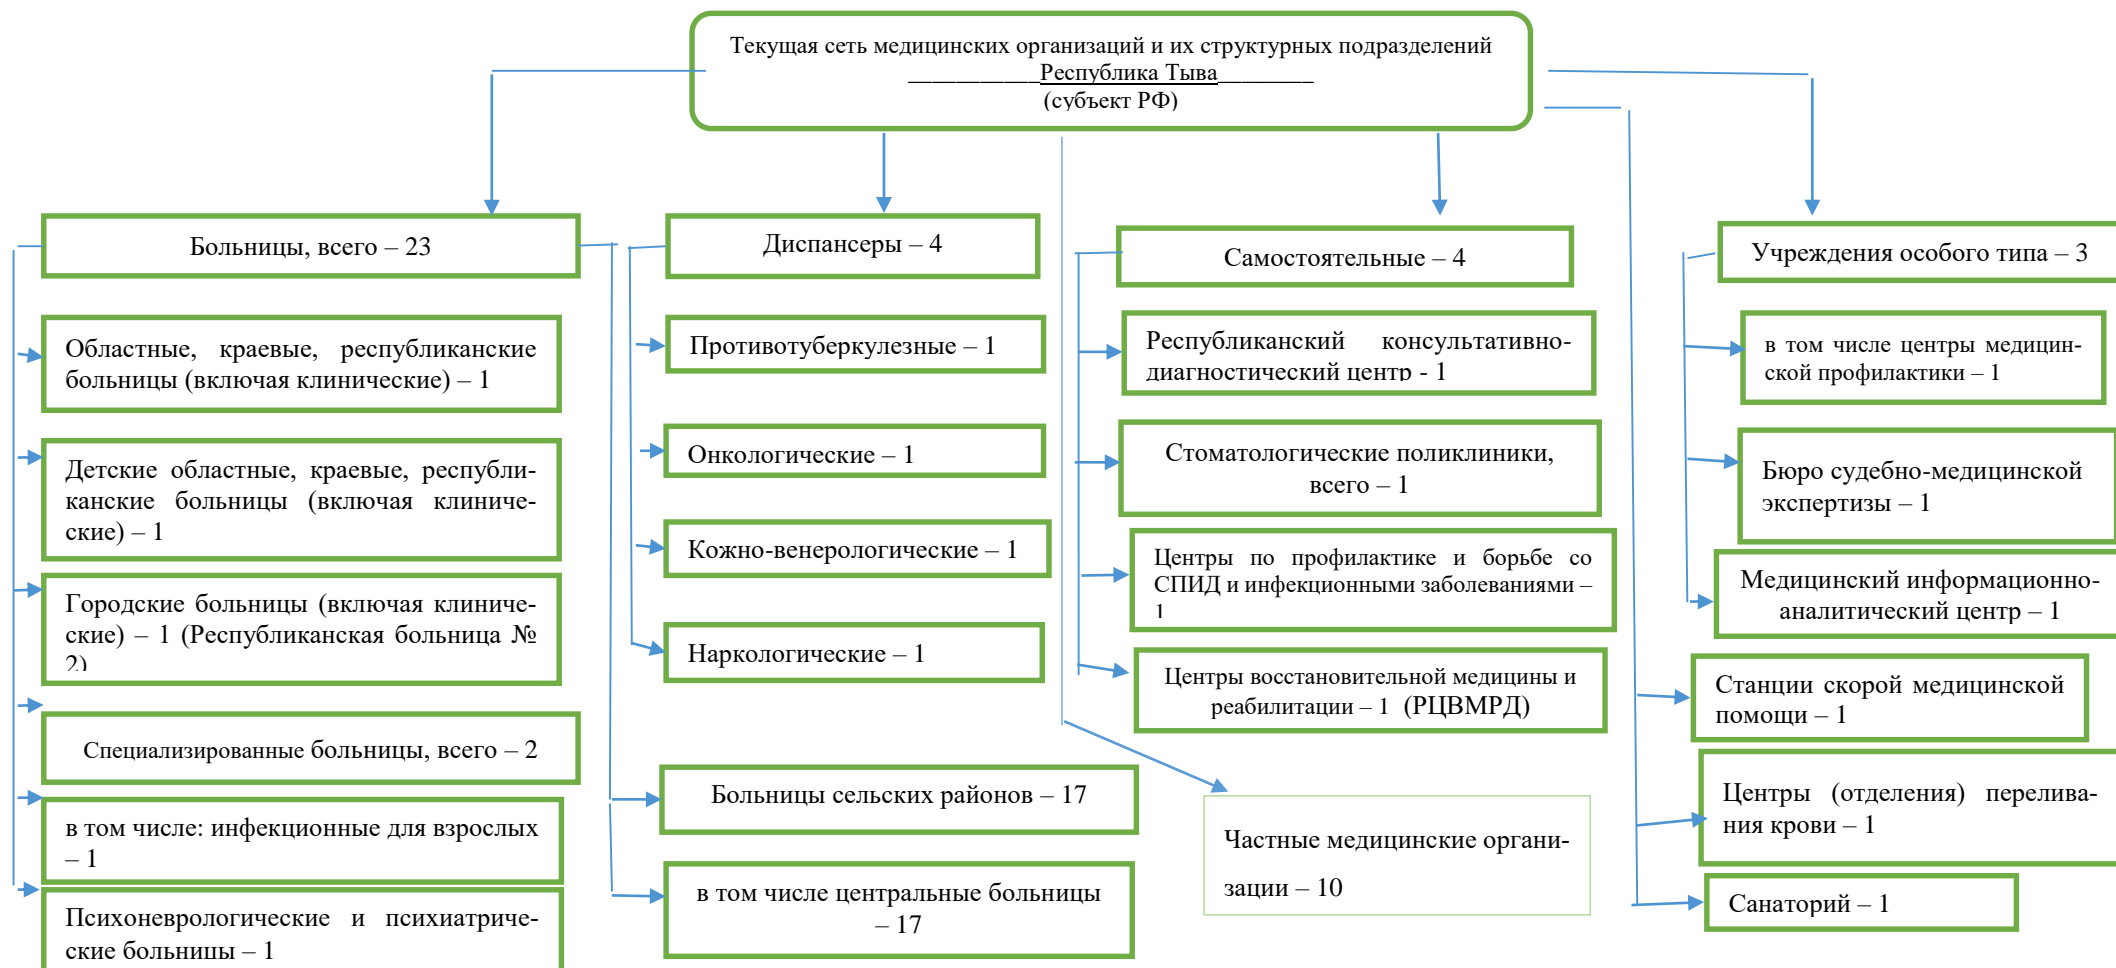 Текущая сеть медицинских организаций и их структурных подразделений
___________Республика Тыва________
(субъект РФ)
Больницы, всего – 23
Областные, краевые, республиканские
больницы (включая клинические) – 1
Детские областные, краевые, республи-
канские больницы (включая клиниче-
ские) – 1
Городские больницы (включая клиниче-
ские) – 1 (Республиканская больница №
2)
Специализированные больницы, всего – 2
в том числе: инфекционные для взрослых
– 1
Психоневрологические и психиатриче-
ские больницы – 1
Диспансеры – 4
Противотуберкулезные – 1
Онкологические – 1
Кожно-венерологические – 1
Наркологические – 1
Больницы сельских районов – 17
в том числе центральные больницы
– 17
Самостоятельные – 4
Республиканский консультативно-
диагностический центр - 1
Стоматологические поликлиники,
всего – 1
Центры по профилактике и борьбе со
СПИД и инфекционными заболеваниями –
1
Центры восстановительной медицины и
реабилитации – 1 (РЦВМРД)
Частные медицинские органи-
зации – 10
Учреждения особого типа – 3
в том числе центры медицин-
ской профилактики – 1
Бюро судебно-медицинской
экспертизы – 1
Медицинский информационно-
аналитический центр – 1
Станции скорой медицинской
помощи – 1
Центры (отделения) перелива-
ния крови – 1
Санаторий – 1